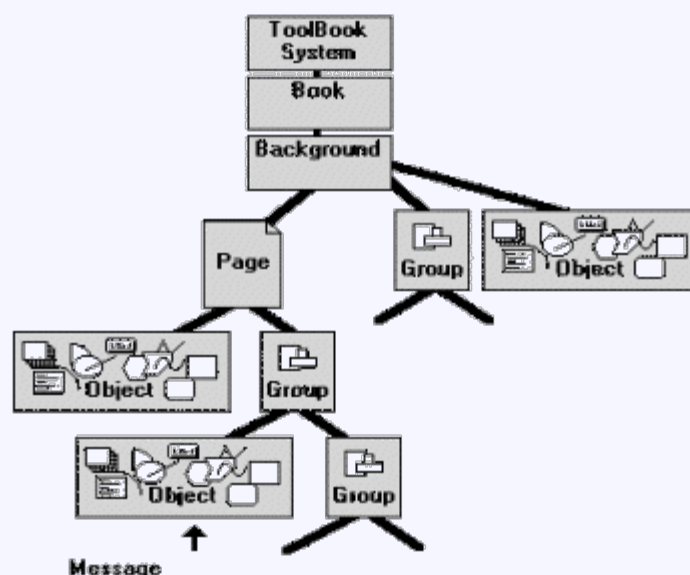 ToolBook
System
Book
Background
Page
Group
Object
Object
Group
Object
Group
Message